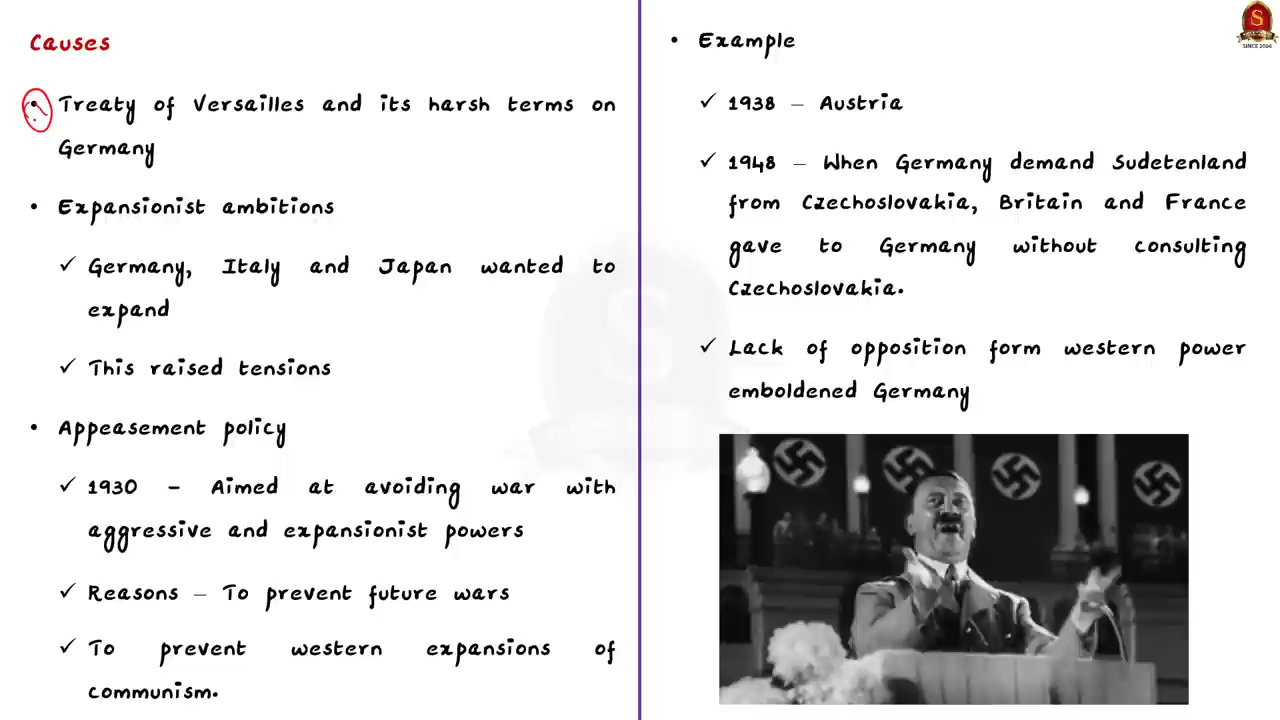 Causes
• Treaty of Versailles and its harsh terms on
Germany
• Expansionist ambitions
✓ Germany, Italy and Japan wanted to
expand
✓ This raised tensions
• Appeasement policy
✓ 1930 - Aimed at avoiding war with
aggressive and expansionist powers
✓ Reasons – To prevent future wars
✓ To prevent western expansions of
communism.
• Example
✓ 1938 – Austria
✓ 1948 – When Germany demand Sudetenland
from Czechoslovakia, Britain and France
gave to Germany without consulting
Czechoslovakia.
✓ Lack of opposition form western power
emboldened Germany
S
SINCE 2004